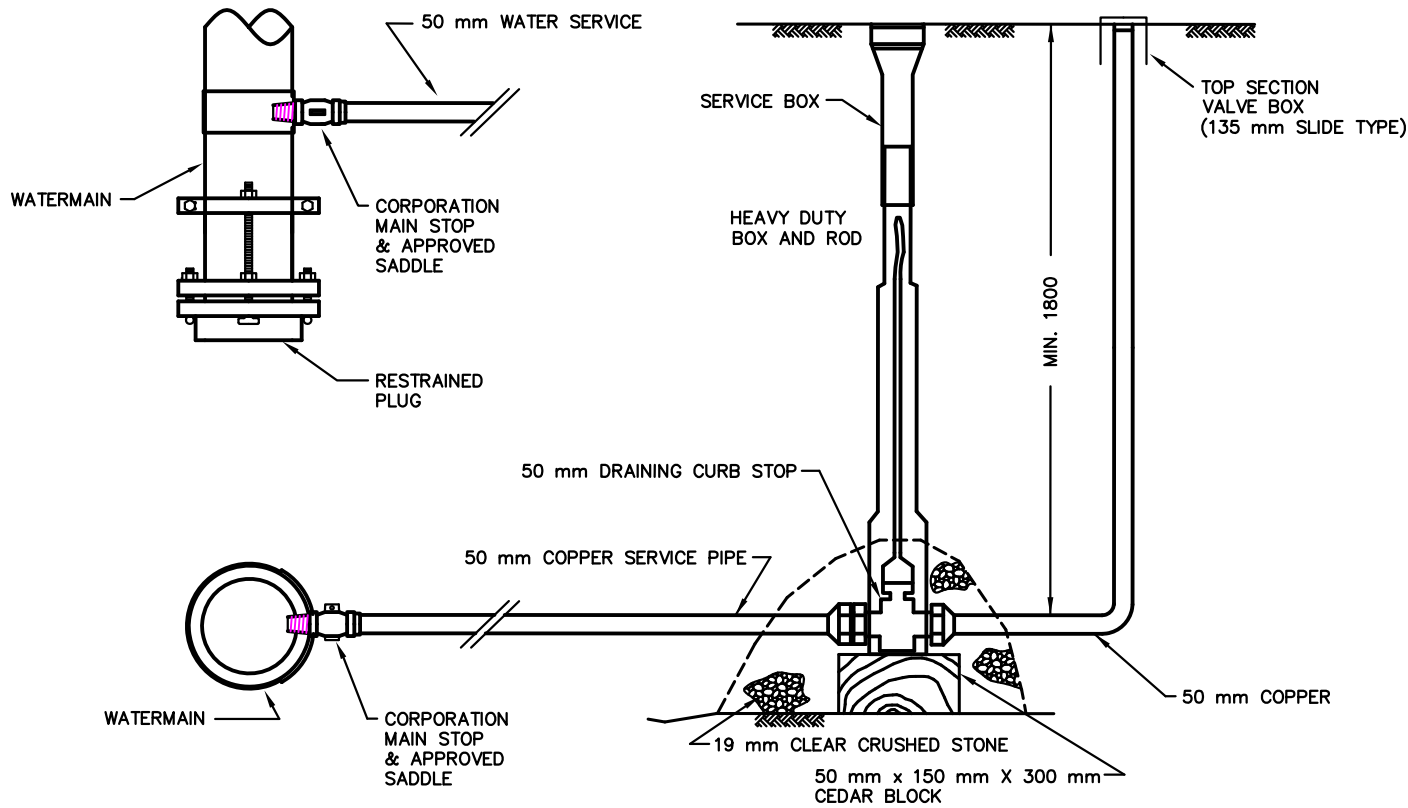 50 mm WATER SERVICE
WATERMAIN
CORPORATION
MAIN STOP
& APPROVED
SADDLE
RESTRAINED
PLUG
SERVICE BOX
TOP SECTION
VALVE BOX
(135 mm SLIDE TYPE)
HEAVY DUTY
BOX AND ROD
MIN. 1800
50 mm DRAINING CURB STOP
50 mm COPPER SERVICE PIPE
WATERMAIN
CORPORATION
MAIN STOP
& APPROVED
SADDLE
50 mm COPPER
19 mm CLEAR CRUSHED STONE
50 mm x 150 mm X 300 mm
CEDAR BLOCK